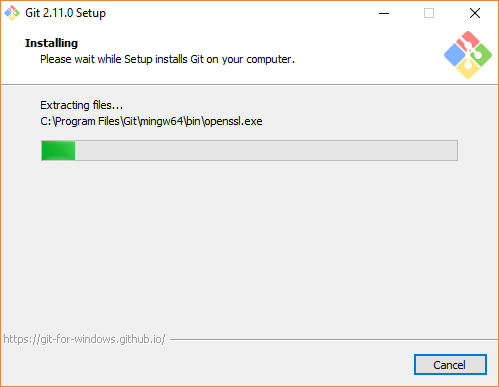 Git 2.11.0 Setup
Installing
Please wait while Setup installs Git on your computer.
Extracting files...
C:\Program Files\Git\mingw64\bin\openssl.exe
https://git-for-windows.github.io/
Cancel